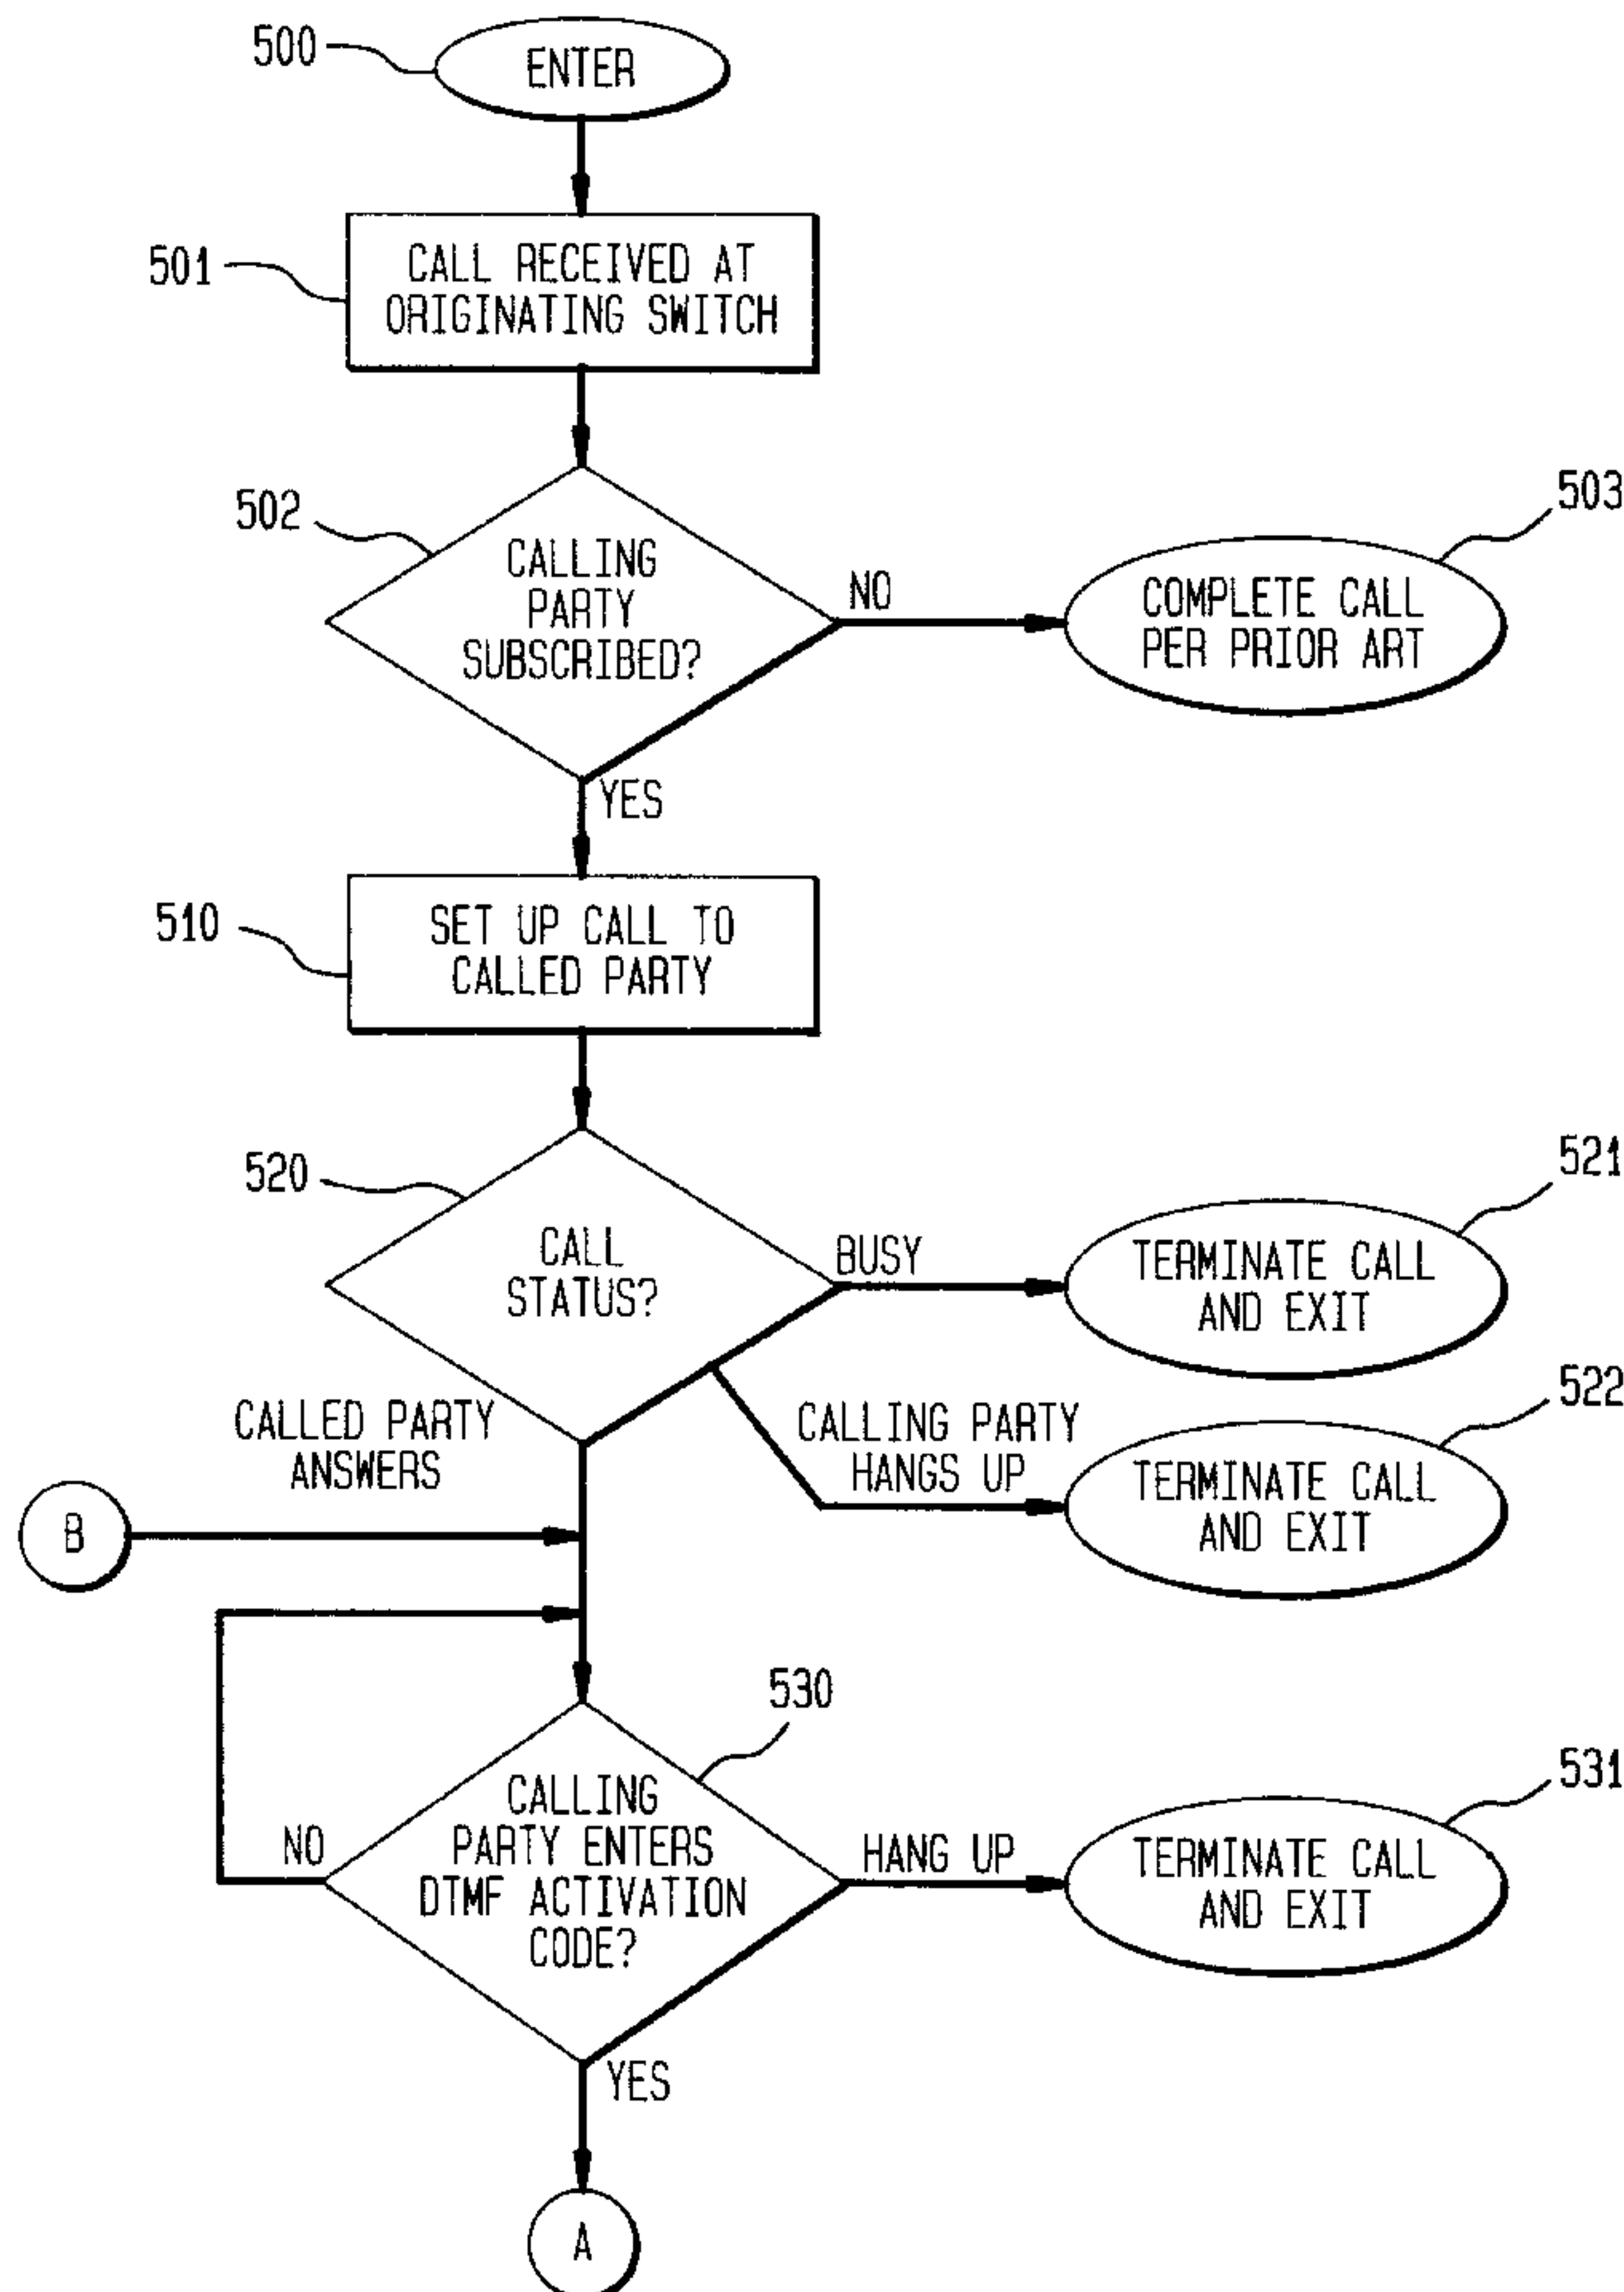 500
ENTER
501
CALL RECEIVED AT
ORIGINATING SWITCH
502
CALLING
PARTY
SUBSCRIBED?
NO
503
COMPLETE CALL
PER PRIOR ART
YES
510
SET UP CALL TO
CALLED PARTY
520
CALL
STATUS?
BUSY
521
TERMINATE CALL
AND EXIT
CALLED PARTY
ANSWERS
CALLING PARTY
HANGS UP
522
TERMINATE CALL
AND EXIT
B
530
CALLING
PARTY ENTERS
DTMF ACTIVATION
CODE?
NO
HANG UP
531
TERMINATE CALL
AND EXIT
YES
A